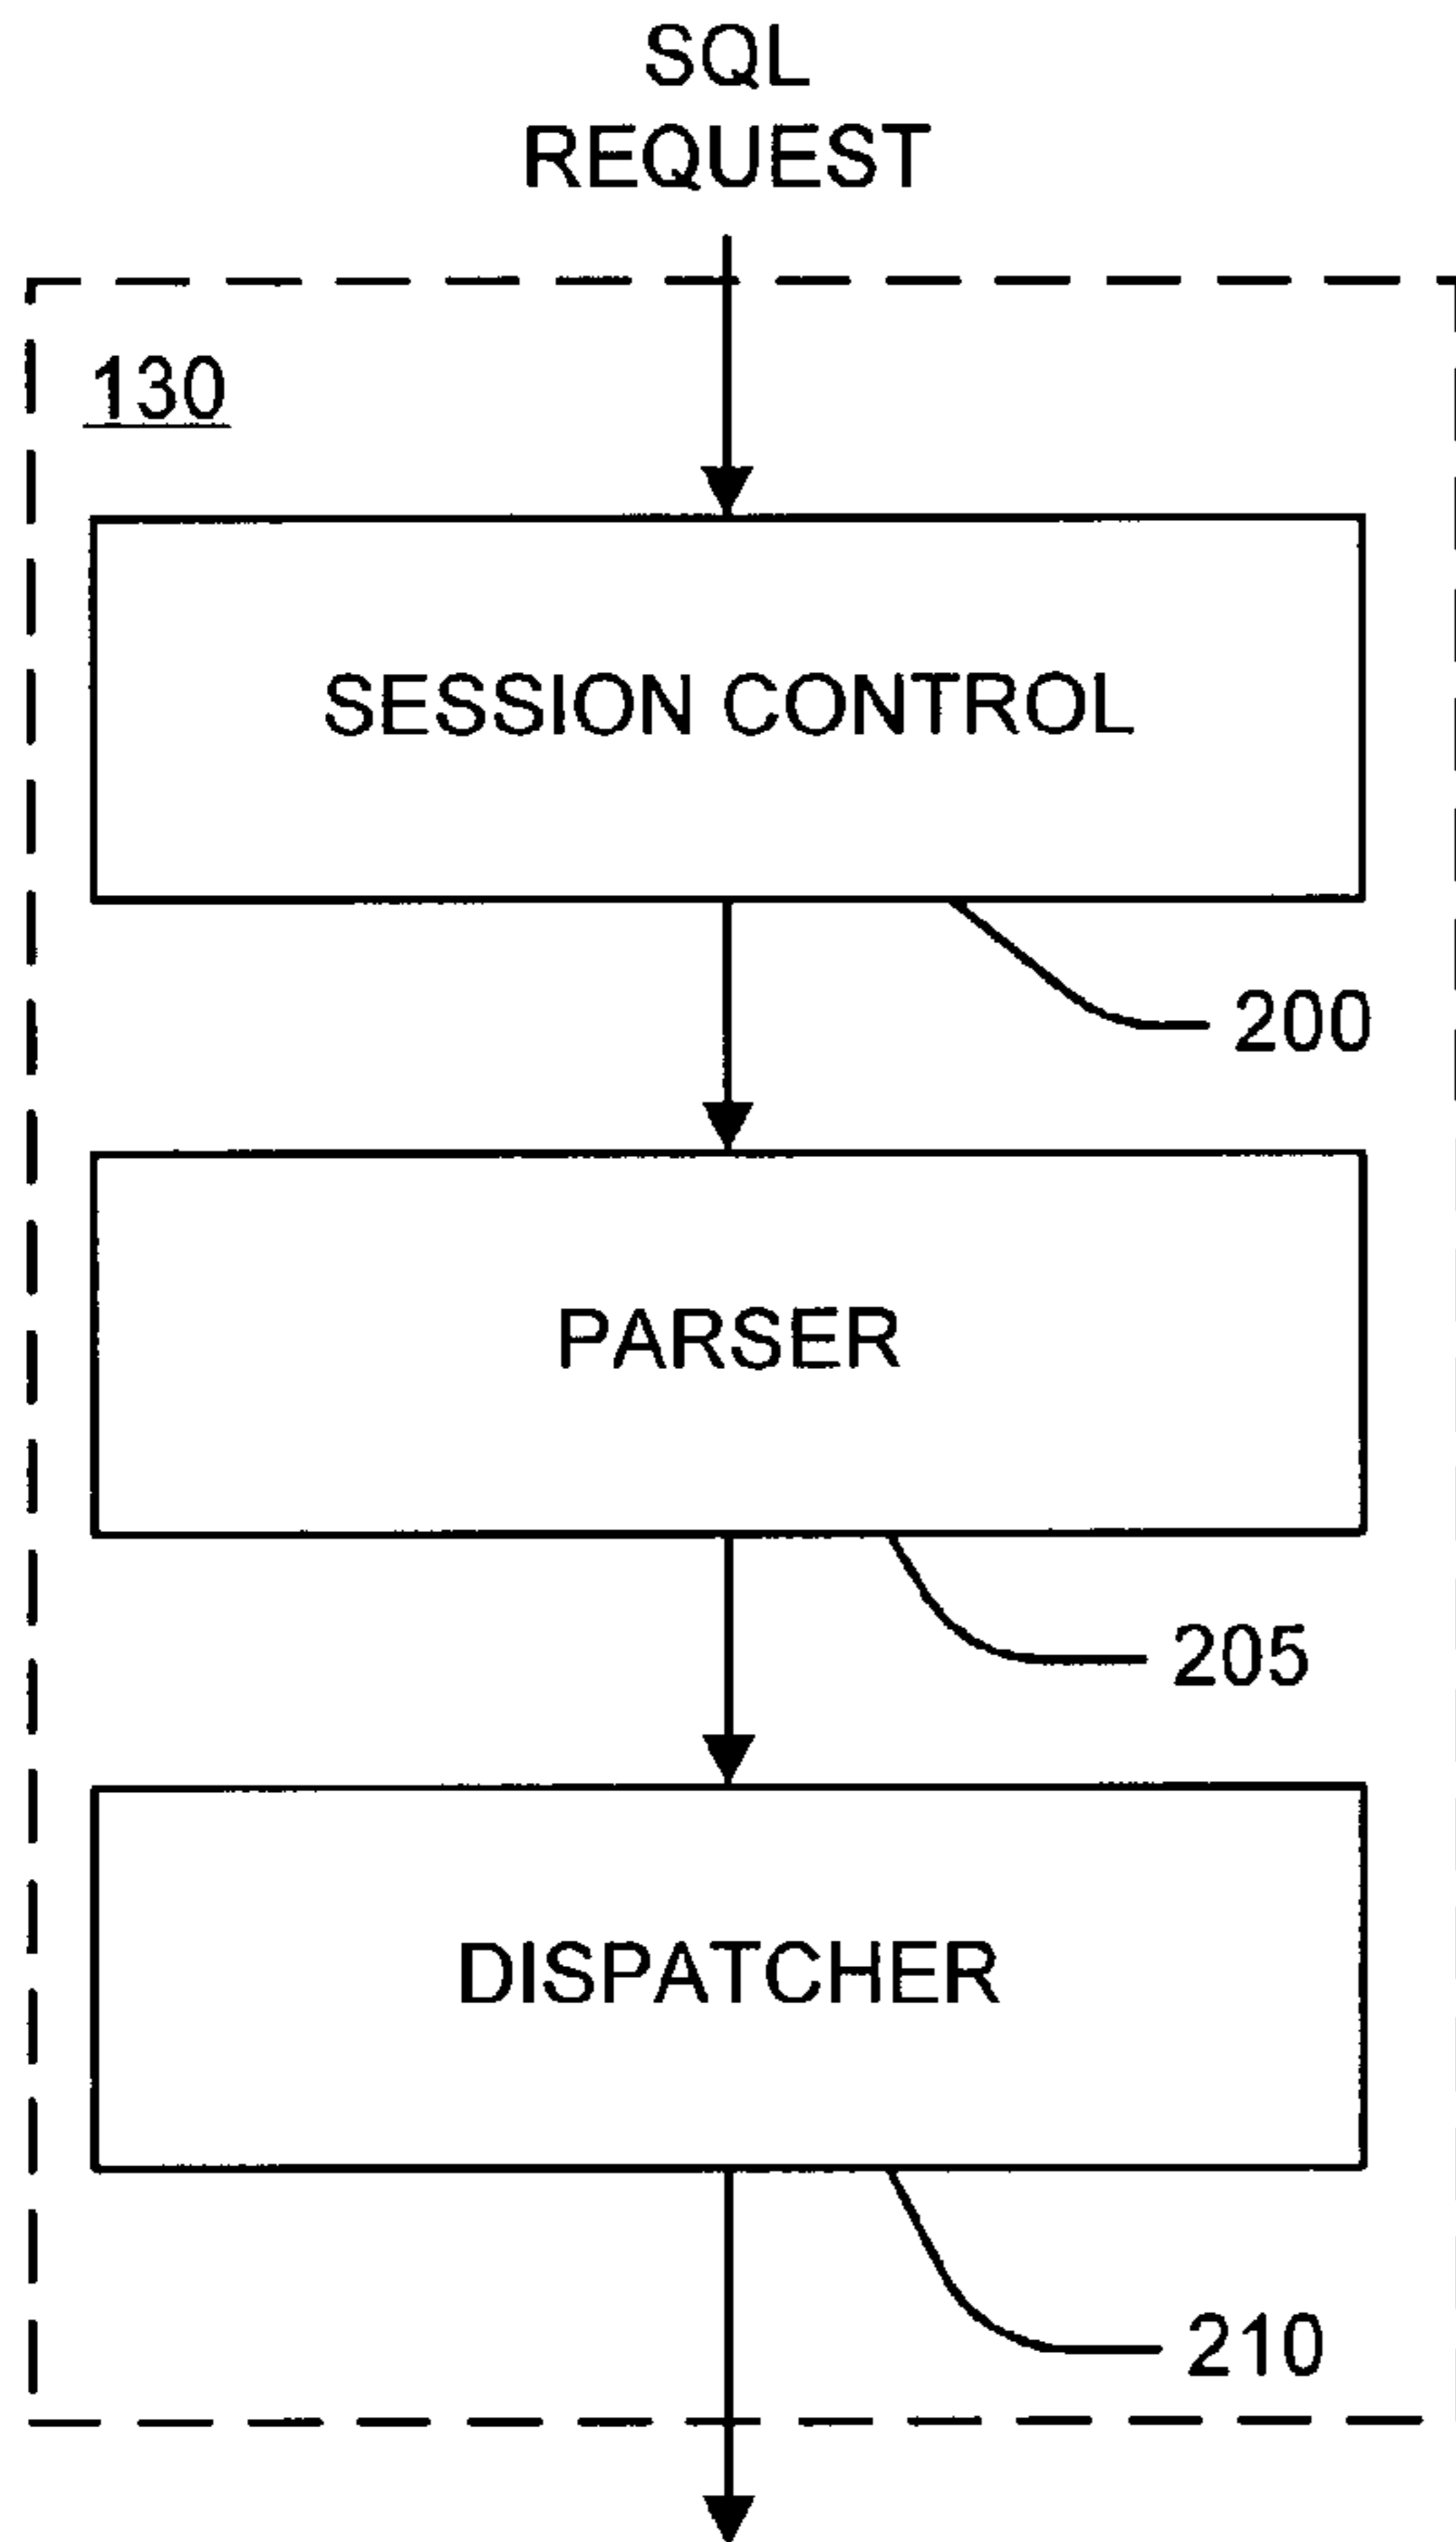 SQL
REQUEST
130
SESSION CONTROL
200
PARSER
205
DISPATCHER
210